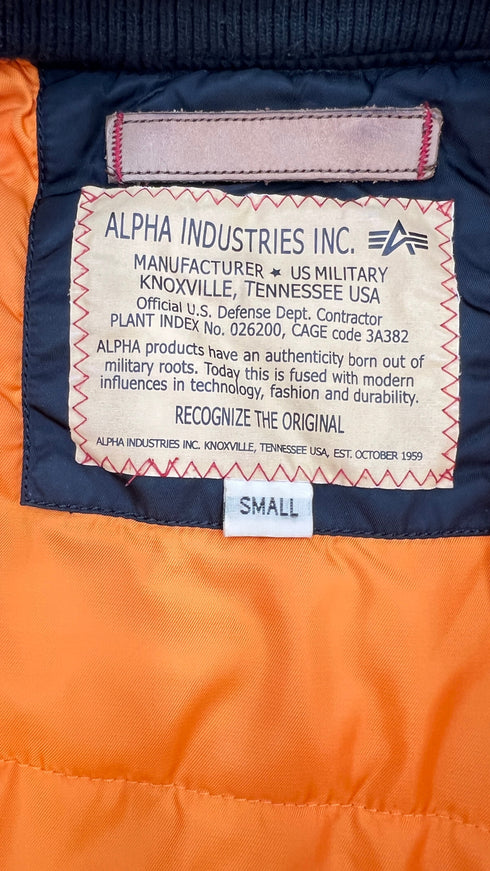 ALPHA INDUSTRIES INC.
MANUFACTURER ★ US MILITARY
KNOXVILLE, TENNESSEE USA
Official U.S. Defense Dept. Contractor
PLANT INDEX No. 026200, CAGE code 3A382
ALPHA products have an authenticity born out of
military roots. Today this is fused with modern
influences in technology, fashion and durability.
RECOGNIZE THE ORIGINAL
ALPHA INDUSTRIES INC. KNOXVILLE, TENNESSEE USA, EST. OCTOBER 1959
SMALL